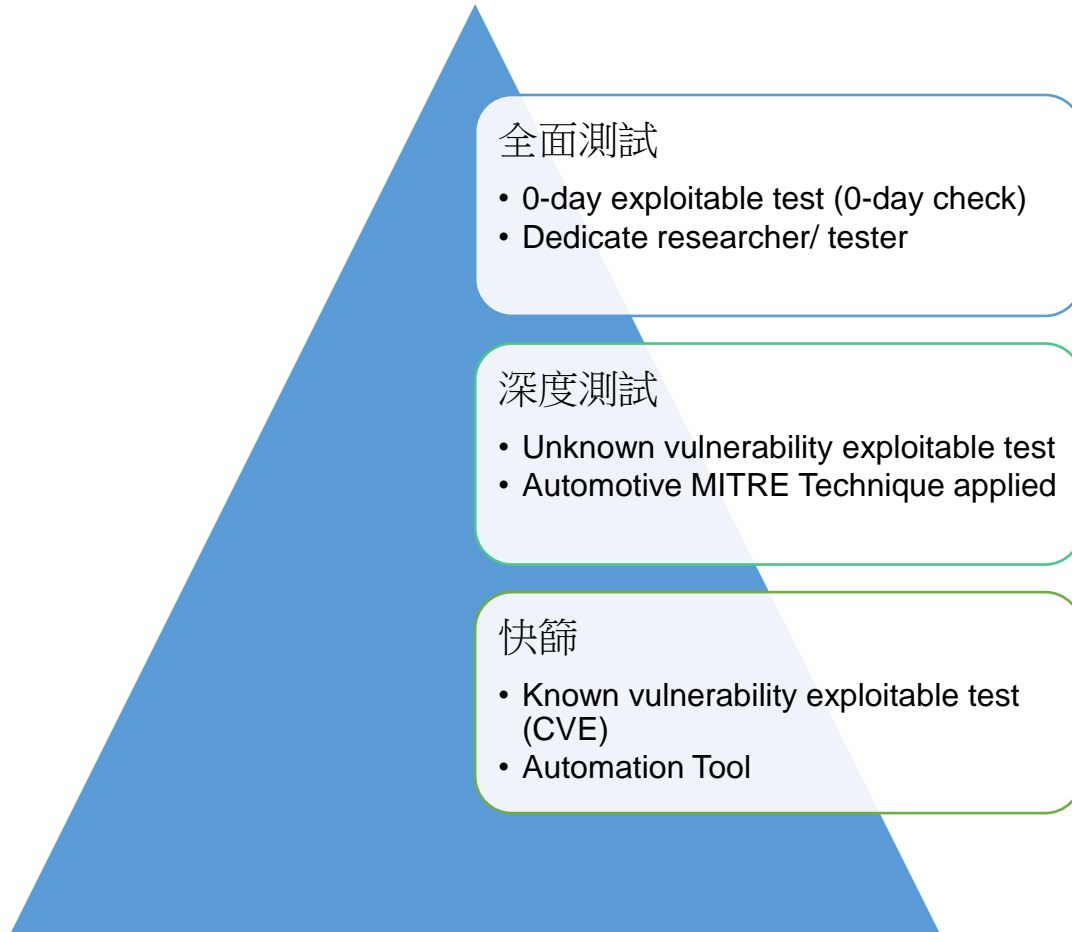 全面測試
• 0-day exploitable test (0-day check)
• Dedicate researcher/ tester
深度測試
• Unknown vulnerability exploitable test
• Automotive MITRE Technique applied
快篩
• Known vulnerability exploitable test
(CVE)
• Automation Tool